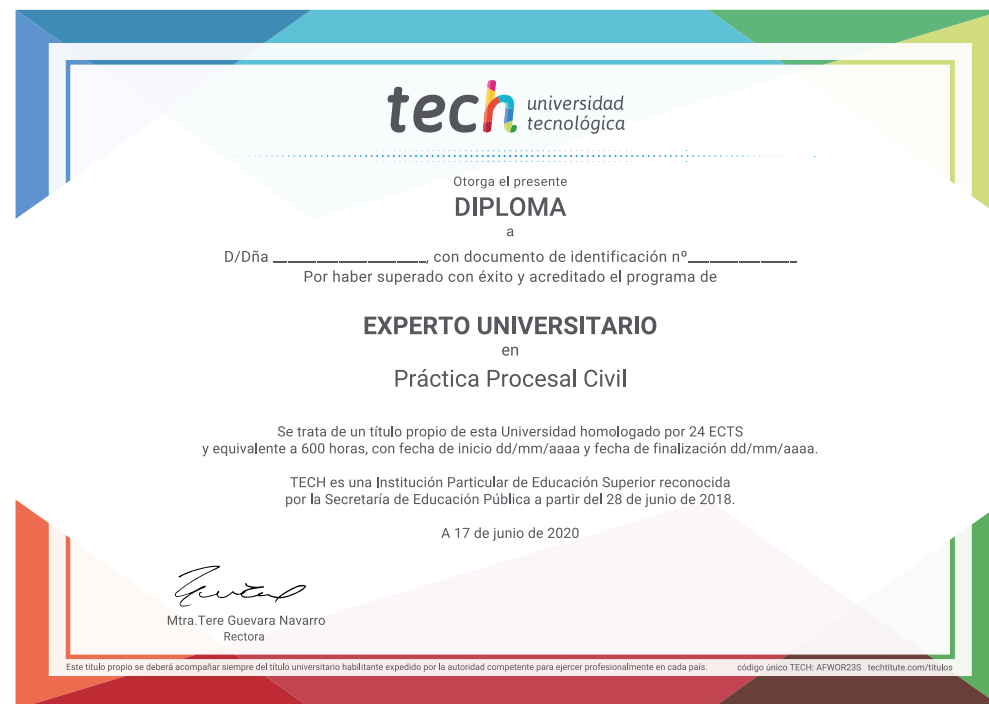 tech universidad
tecnológica
Otorga el presente
DIPLOMA
a
D/Dña ____________________, con documento de identificación nº______________
Por haber superado con éxito y acreditado el programa de
EXPERTO UNIVERSITARIO
en
Práctica Procesal Civil
Se trata de un título propio de esta Universidad homologado por 24 ECTS
y equivalente a 600 horas, con fecha de inicio dd/mm/aaaa y fecha de finalización dd/mm/aaaa.
TECH es una Institución Particular de Educación Superior reconocida
por la Secretaría de Educación Pública a partir del 28 de junio de 2018.
A 17 de junio de 2020
Mtra.Tere Guevara Navarro
Rectora
Este título propio se deberá acompañar siempre del título universitario habilitante expedido por la autoridad competente para ejercer profesionalmente en cada país. código único TECH: AFWOR23S techtitute.com/titulos